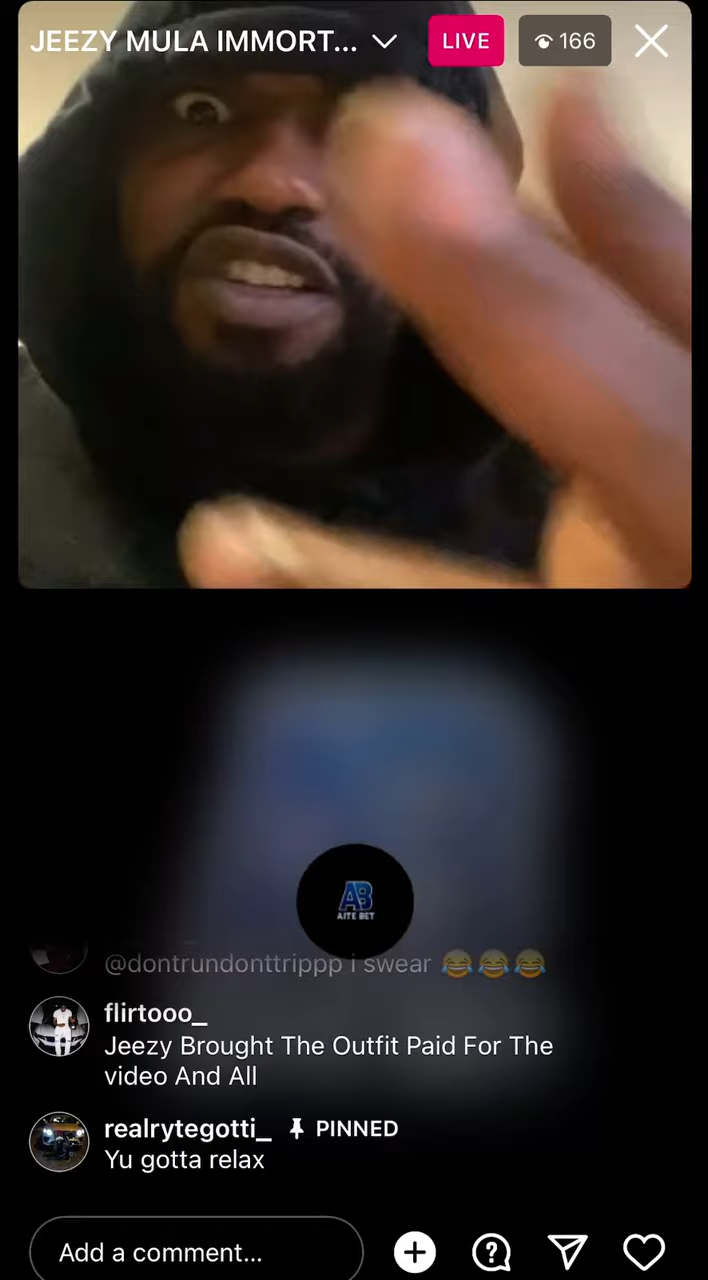 JEEZY MULA IMMORT...
LIVE
166
AB
AITE BET
@dontrundonttrippp I swear 😂😂😂
flirtooo_
Jeezy Brought The Outfit Paid For The
video And All
realrytegotti_ PINNED
Yu gotta relax
Add a comment...